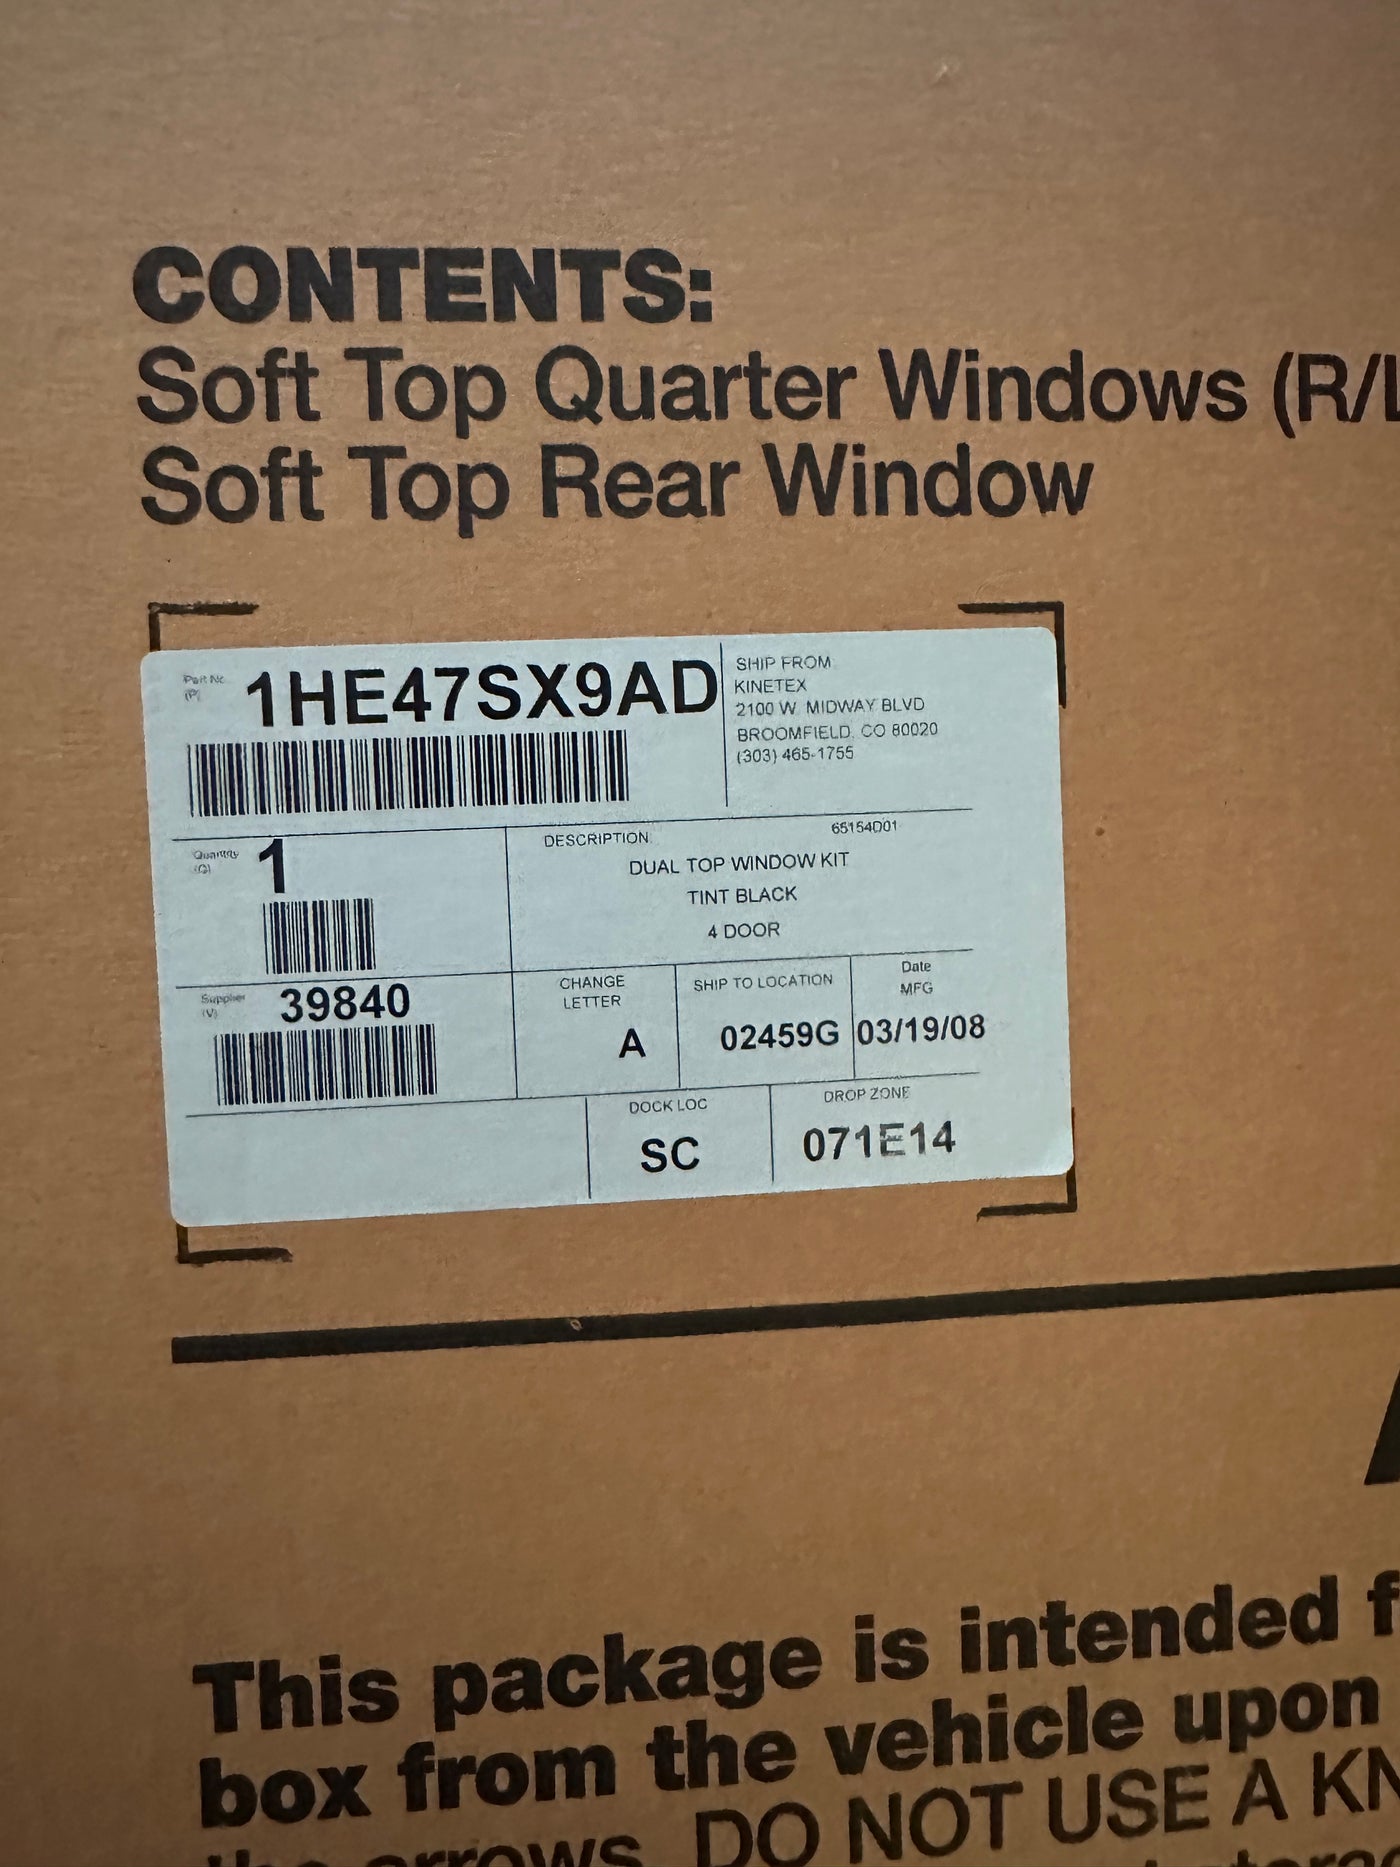 CONTENTS:
Soft Top Quarter Windows (R/L
Soft Top Rear Window
Part No.
(P)
1HE47SX9AD
SHIP FROM
KINETEX
2100 W. MIDWAY BLVD
BROOMFIELD, CO 80020
(303) 465-1755
Quantity
(Q)
1
DESCRIPTION
65154D01
DUAL TOP WINDOW KIT
TINT BLACK
4 DOOR
Supplier
(V)
39840
CHANGE
LETTER
A
SHIP TO LOCATION
02459G
Date
MFG
03/19/08
DOCK LOC
SC
DROP ZONE
071E14
This package is intended f
box from the vehicle upon
the arrows. DO NOT USE A KN